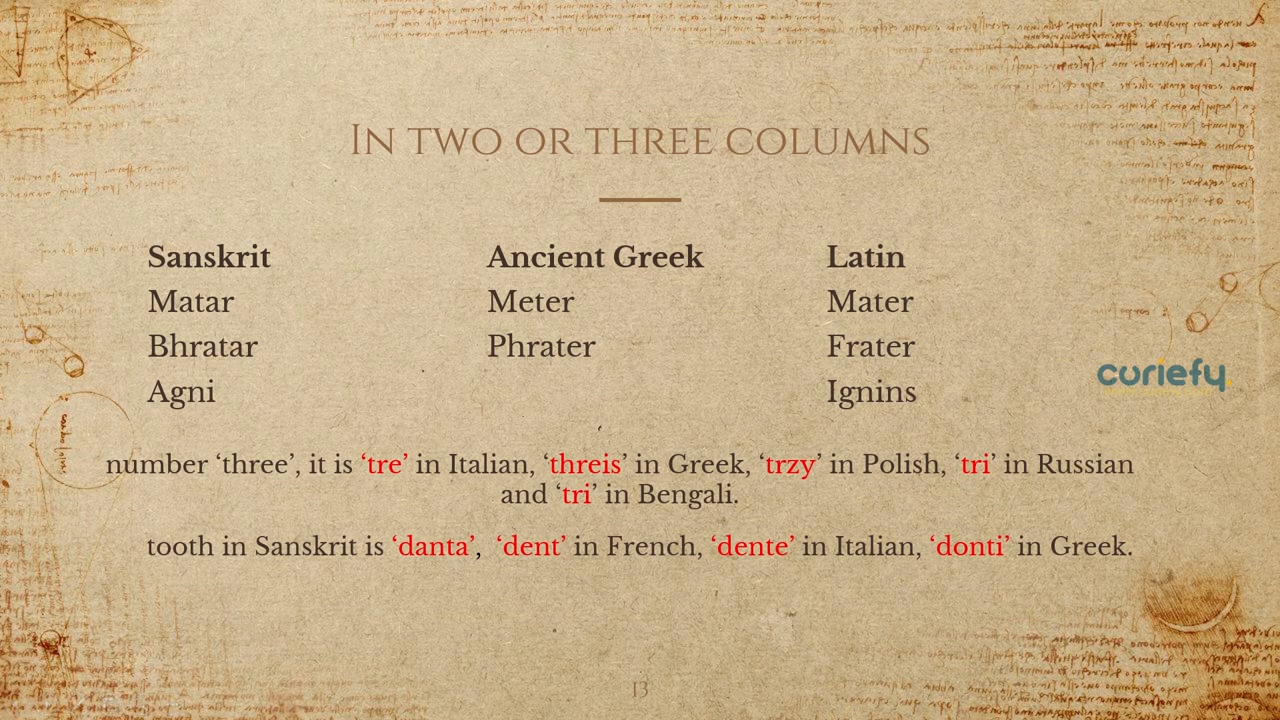 In two or three columns
Sanskrit Ancient Greek Latin
Matar Meter Mater
Bhratar Phrater Frater
Agni Ignins
curiefy
number ‘three’, it is ‘tre’ in Italian, ‘threis’ in Greek, ‘trzy’ in Polish, ‘tri’ in Russian
and ‘tri’ in Bengali.
tooth in Sanskrit is ‘danta’, ‘dent’ in French, ‘dente’ in Italian, ‘donti’ in Greek.
13